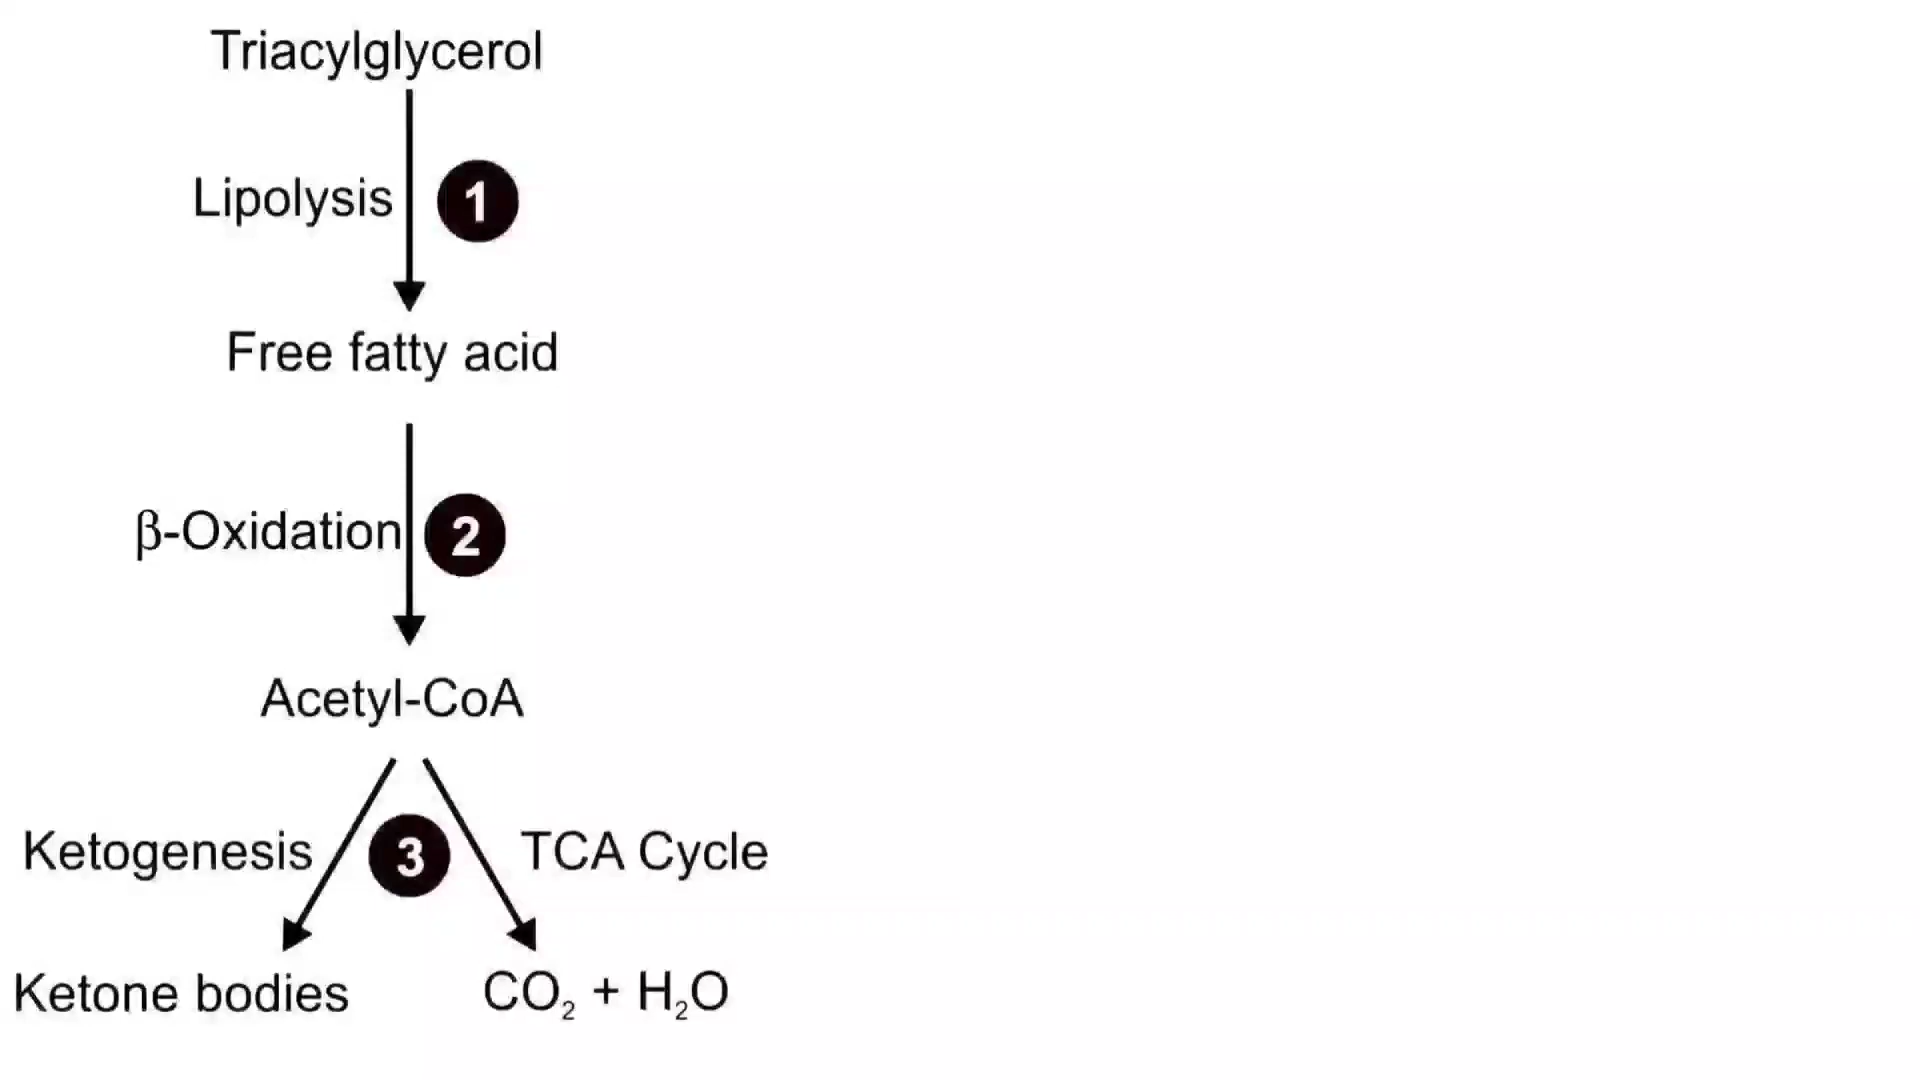 Triacylglycerol
Lipolysis 1
Free fatty acid
β-Oxidation 2
Acetyl-CoA
Ketogenesis 3 TCA Cycle
Ketone bodies CO₂ + H₂O